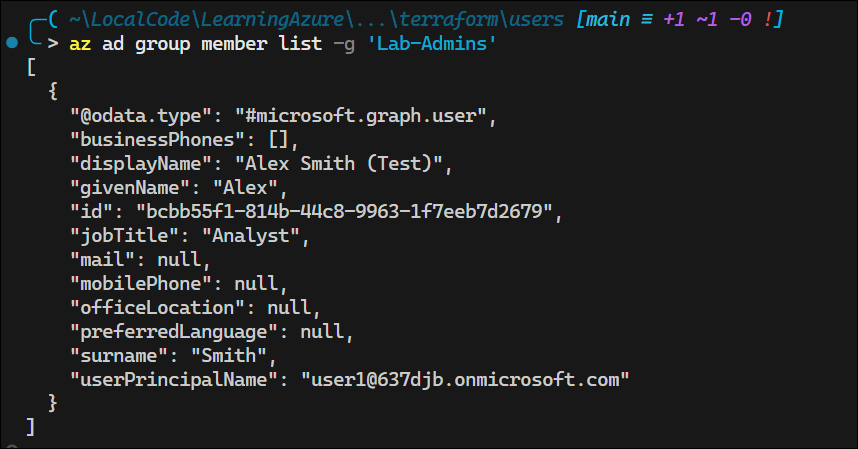 ~\LocalCode\LearningAzure\...\terraform\users [main ≡ +1 ~1 -0 !]
> az ad group member list -g 'Lab-Admins'
[
  {
    "@odata.type": "#microsoft.graph.user",
    "businessPhones": [],
    "displayName": "Alex Smith (Test)",
    "givenName": "Alex",
    "id": "bcbb55f1-814b-44c8-9963-1f7eeb7d2679",
    "jobTitle": "Analyst",
    "mail": null,
    "mobilePhone": null,
    "officeLocation": null,
    "preferredLanguage": null,
    "surname": "Smith",
    "userPrincipalName": "user1@637djb.onmicrosoft.com"
  }
]